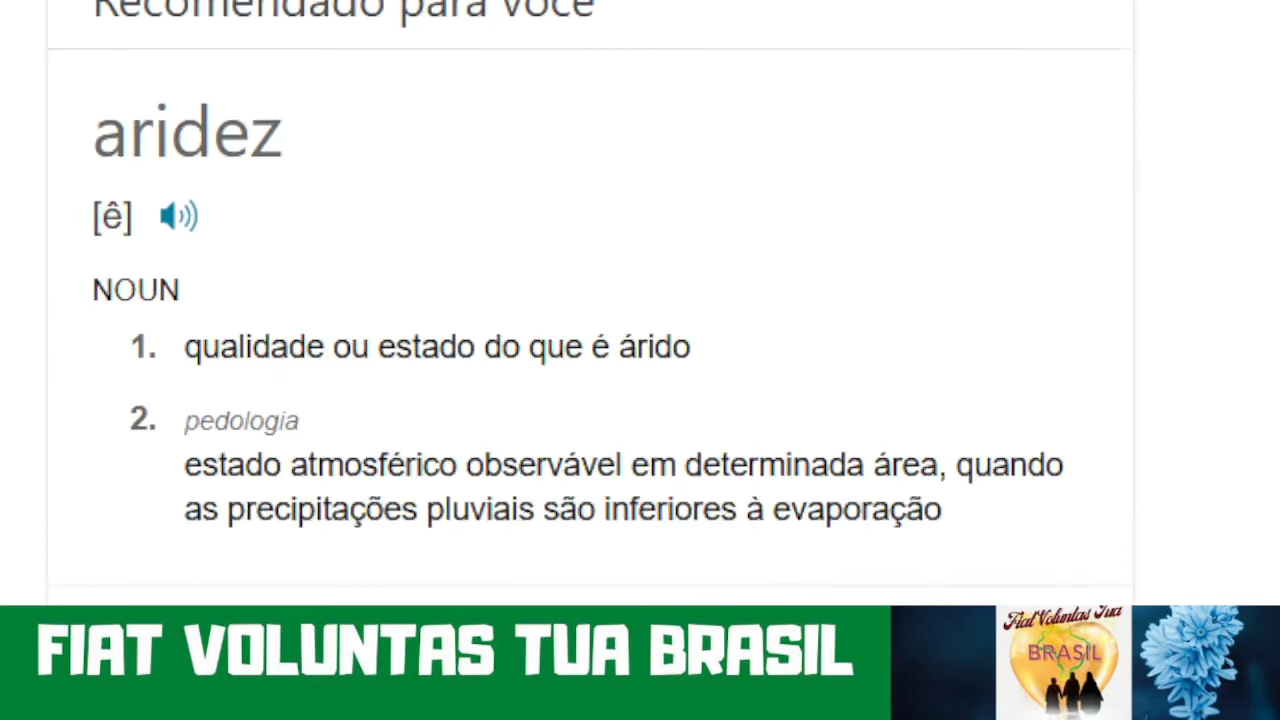 Recomendado para você
aridez
[ê]
NOUN
1. qualidade ou estado do que é árido
2. pedologia
estado atmosférico observável em determinada área, quando
as precipitações pluviais são inferiores à evaporação
FIAT VOLUNTAS TUA BRASIL
Fiat Voluntas Tua
BRASIL